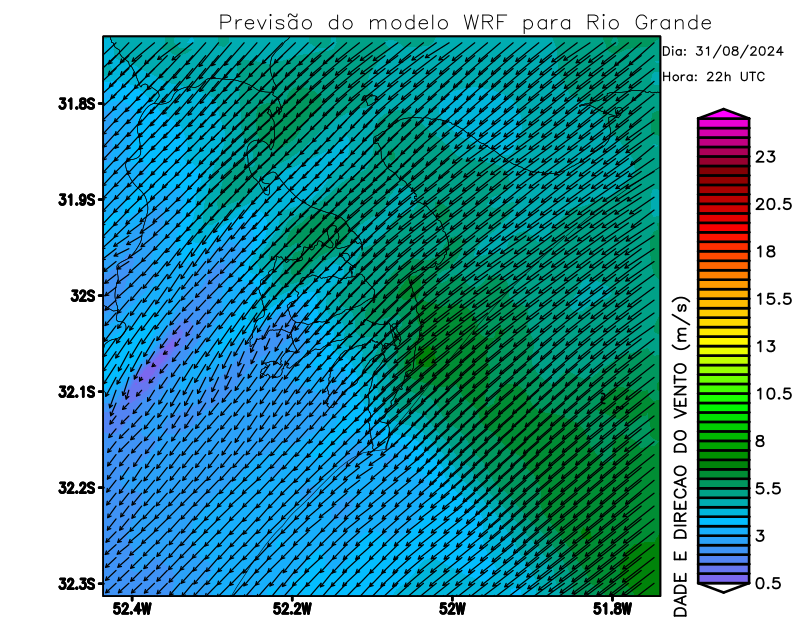 Previsão do modelo WRF para Rio Grande
Dia: 31/08/2024
Hora: 22h UTC
31.8S
31.9S
32S
32.1S
32.2S
32.3S
52.4W
52.2W
52W
51.8W
23
20.5
18
15.5
13
10.5
8
5.5
3
0.5
DADE E DIRECAO DO VENTO (m/s)